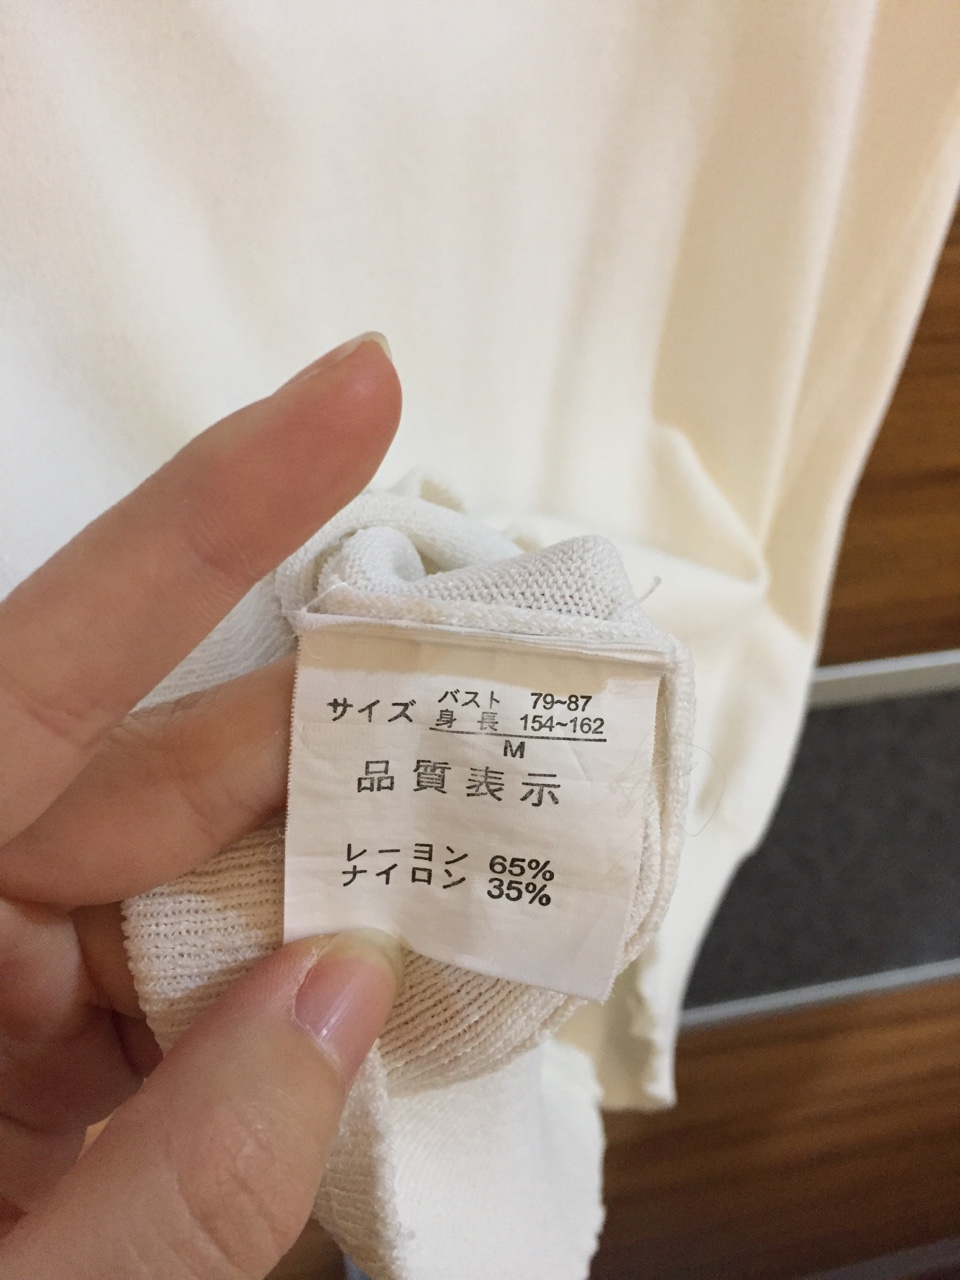 サイズ バスト 79~87
身長 154~162
M
品質表示
レーヨン 65%
ナイロン 35%